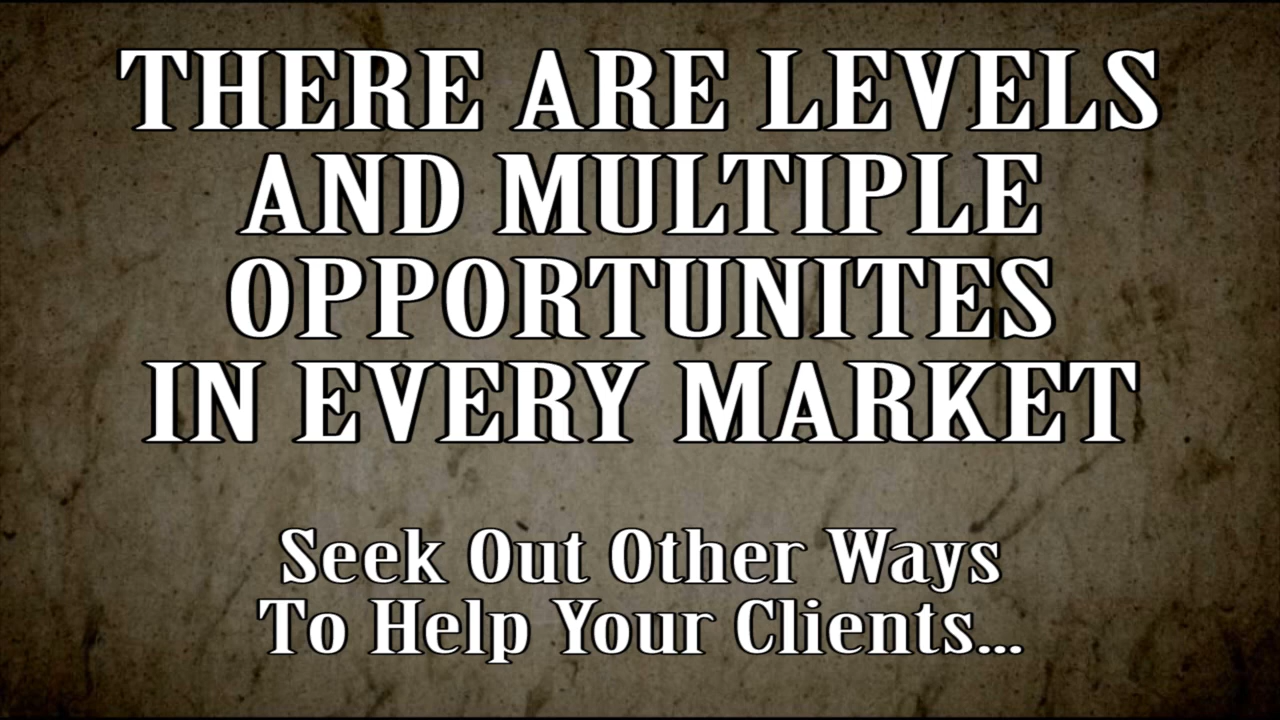 THERE ARE LEVELS
AND MULTIPLE
OPPORTUNITES
IN EVERY MARKET
Seek Out Other Ways
To Help Your Clients...